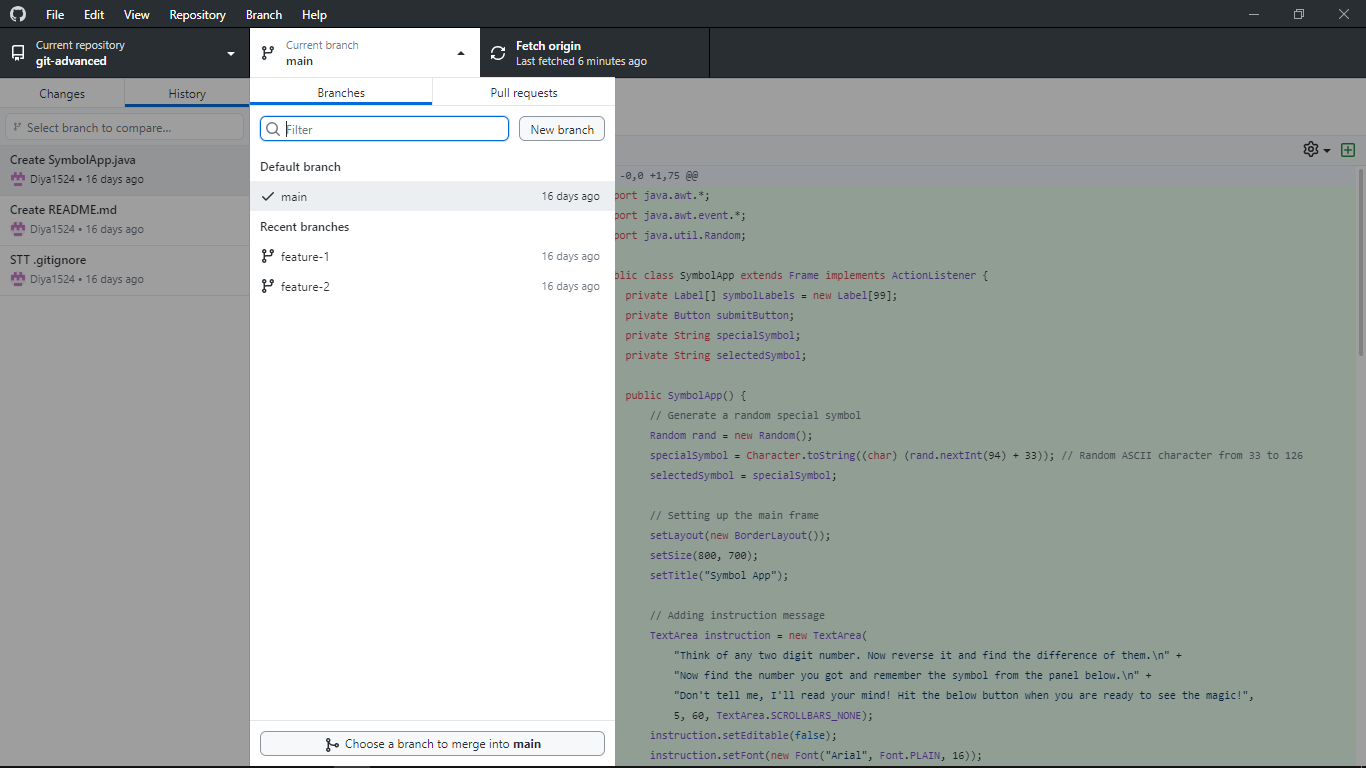 File Edit View Repository Branch Help
Current repository
git-advanced
Current branch
main
Fetch origin
Last fetched 6 minutes ago
Changes
History
Select branch to compare...
Create SymbolApp.java
Diya1524 • 16 days ago
Create README.md
Diya1524 • 16 days ago
STT .gitignore
Diya1524 • 16 days ago
Branches
Pull requests
Filter
New branch
Default branch
main 16 days ago
Recent branches
feature-1 16 days ago
feature-2 16 days ago
Choose a branch to merge into main
-0,0 +1,75 @@
port java.awt.*;
port java.awt.event.*;
port java.util.Random;
blic class SymbolApp extends Frame implements ActionListener {
private Label[] symbolLabels = new Label[99];
private Button submitButton;
private String specialSymbol;
private String selectedSymbol;
public SymbolApp() {
// Generate a random special symbol
Random rand = new Random();
specialSymbol = Character.toString((char) (rand.nextInt(94) + 33)); // Random ASCII character from 33 to 126
selectedSymbol = specialSymbol;
// Setting up the main frame
setLayout(new BorderLayout());
setSize(800, 700);
setTitle("Symbol App");
// Adding instruction message
TextArea instruction = new TextArea(
"Think of any two digit number. Now reverse it and find the difference of them.\n" +
"Now find the number you got and remember the symbol from the panel below.\n" +
"Don't tell me, I'll read your mind! Hit the below button when you are ready to see the magic!",
5, 60, TextArea.SCROLLBARS_NONE);
instruction.setEditable(false);
instruction.setFont(new Font("Arial", Font.PLAIN, 16));